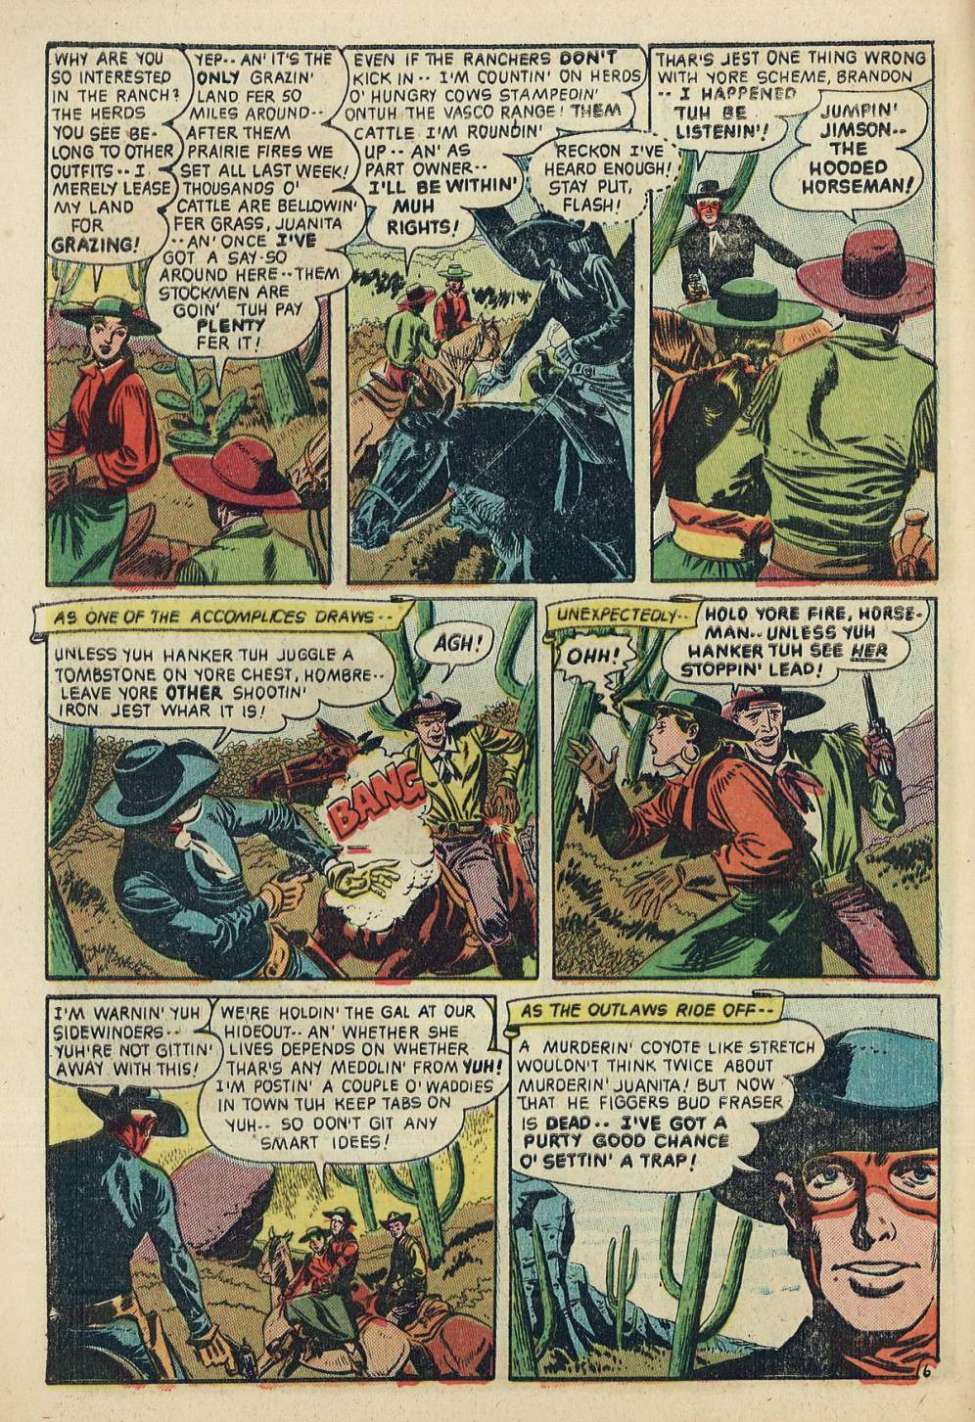 WHY ARE YOU
SO INTERESTED
IN THE RANCH?
THE HERDS
YOU SEE BE-
LONG TO OTHER
OUTFITS--I
MERELY LEASE
MY LAND
FOR
GRAZING!
YEP-- AN' IT'S THE
ONLY GRAZIN'
LAND FER 50
MILES AROUND--
AFTER THEM
PRAIRIE FIRES WE
SET ALL LAST WEEK!
THOUSANDS O'
CATTLE ARE BELLOWIN'
FER GRASS, JUANITA
--AN' ONCE I'VE
GOT A SAY-SO
AROUND HERE--THEM
STOCKMEN ARE
GOIN' TUH PAY
PLENTY
FER IT!
EVEN IF THE RANCHERS DON'T
KICK IN-- I'M COUNTIN' ON HERDS
O' HUNGRY COWS STAMPEDIN'
ONTUH THE VASCO RANGE! THEM
CATTLE I'M ROUNDIN'
UP-- AN' AS
PART OWNER--
I'LL BE WITHIN'
MUH
RIGHTS!
RECKON I'VE
HEARD ENOUGH!
STAY PUT,
FLASH!
THAR'S JEST ONE THING WRONG
WITH YORE SCHEME, BRANDON
-- I HAPPENED
TUH BE
LISTENIN'!
JUMPIN'
JIMSON--
THE
HOODED
HORSEMAN!
AS ONE OF THE ACCOMPLICES DRAWS--
UNLESS YUH HANKER TUH JUGGLE A
TOMBSTONE ON YORE CHEST, HOMBRE--
LEAVE YORE OTHER SHOOTIN'
IRON JEST WHAR IT IS!
AGH!
BANG
UNEXPECTEDLY--
OHH!
HOLD YORE FIRE, HORSE-
MAN--UNLESS YUH
HANKER TUH SEE HER
STOPPIN' LEAD!
I'M WARNIN' YUH
SIDEWINDERS--
YUH'RE NOT GITTIN'
AWAY WITH THIS!
WE'RE HOLDIN' THE GAL AT OUR
HIDEOUT-- AN' WHETHER SHE
LIVES DEPENDS ON WHETHER
THAR'S ANY MEDDLIN' FROM YUH!
I'M POSTIN' A COUPLE O' WADDIES
IN TOWN TUH KEEP TABS ON
YUH-- SO DON'T GIT ANY
SMART IDEES!
AS THE OUTLAWS RIDE OFF--
A MURDERIN' COYOTE LIKE STRETCH
WOULDN'T THINK TWICE ABOUT
MURDERIN' JUANITA! BUT NOW
THAT HE FIGGERS BUD FRASER
IS DEAD-- I'VE GOT A
PURTY GOOD CHANCE
O' SETTIN' A TRAP!
6